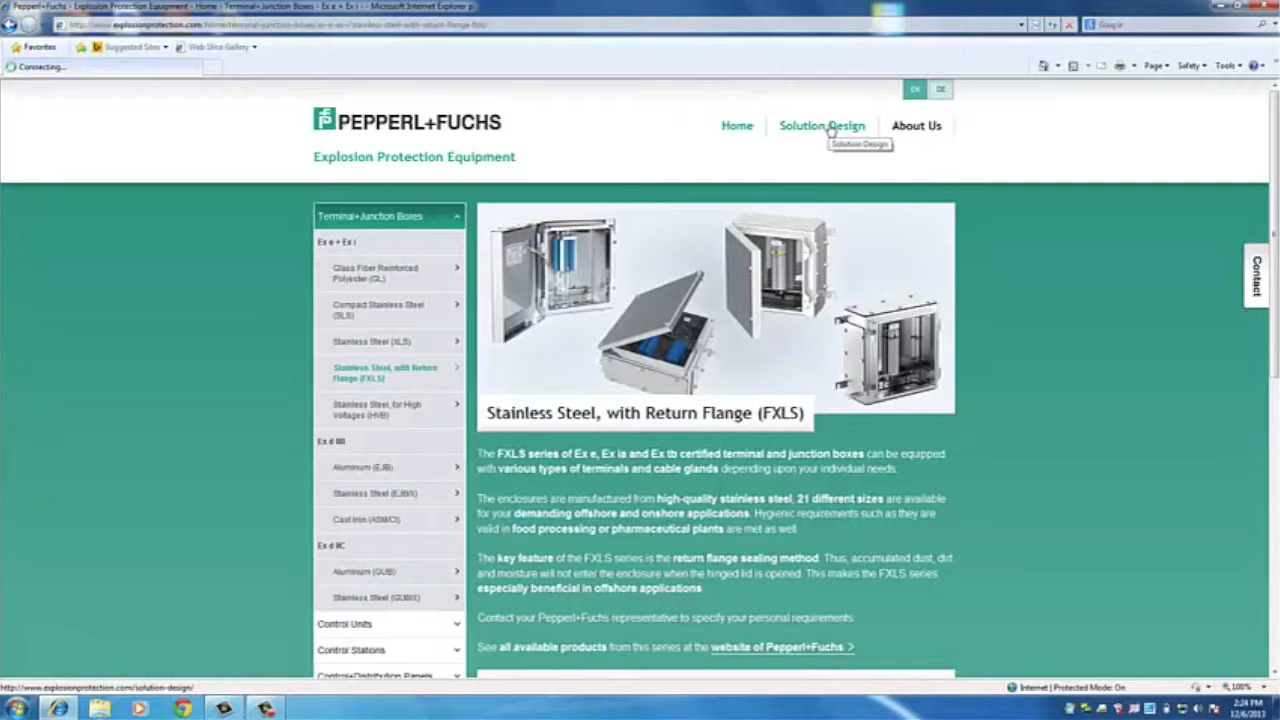 Pepperl+Fuchs - Explosion Protection Equipment - Home - Terminal+Junction Boxes - Ex e + Ex i - - Microsoft Internet Explorer p
http://www.explosionprotection.com/home/terminal-junction-boxes/ex-e-ex-i/stainless-steel-with-return-flange-fxls/
Google
Favorites
Suggested Sites
Web Slice Gallery
Connecting...
Page
Safety
Tools
EN
DE
PEPPERL+FUCHS
Home
Solution Design
About Us
Solution Design
Explosion Protection Equipment
Terminal+Junction Boxes
Ex e + Ex i
Glass Fiber Reinforced
Polyester (GL)
Compact Stainless Steel
(SLS)
Stainless Steel (XLS)
Stainless Steel, with Return
Flange (FXLS)
Stainless Steel, for High
Voltages (HVB)
Ex d IIB
Aluminum (EJB)
Stainless Steel (EJBX)
Cast Iron (ASM/CI)
Ex d IIC
Aluminum (GUB)
Stainless Steel (GUBX)
Control Units
Control Stations
Control+Distribution Panels
Contact
Stainless Steel, with Return Flange (FXLS)
The FXLS series of Ex e, Ex ia and Ex tb certified terminal and junction boxes can be equipped
with various types of terminals and cable glands depending upon your individual needs.
The enclosures are manufactured from high-quality stainless steel. 21 different sizes are available
for your demanding offshore and onshore applications. Hygienic requirements such as they are
valid in food processing or pharmaceutical plants are met as well.
The key feature of the FXLS series is the return flange sealing method. Thus, accumulated dust, dirt
and moisture will not enter the enclosure when the hinged lid is opened. This makes the FXLS series
especially beneficial in offshore applications
Contact your Pepperl+Fuchs representative to specify your personal requirements.
See all available products from this series at the website of Pepperl+Fuchs >
http://www.explosionprotection.com/solution-design/
Internet | Protected Mode: On
100%
2:24 PM
12/6/2013